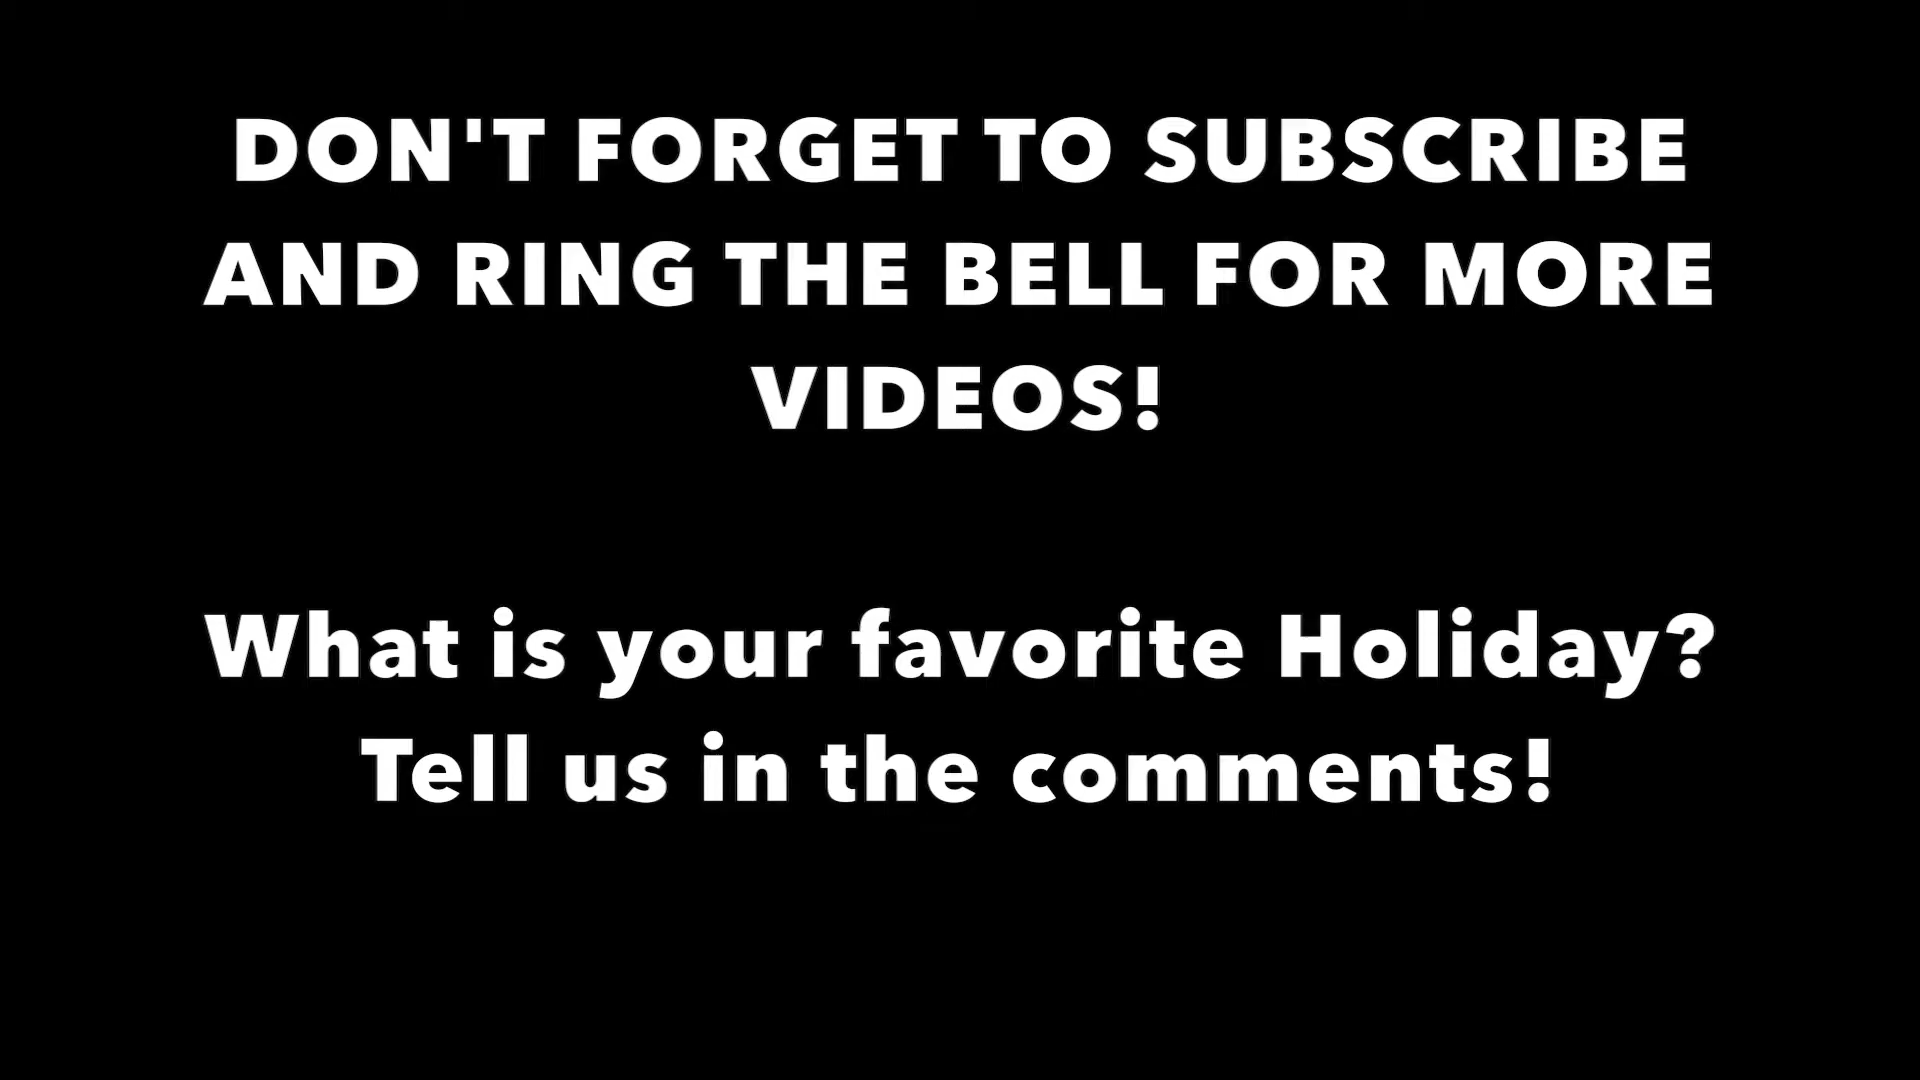 DON'T FORGET TO SUBSCRIBE
AND RING THE BELL FOR MORE
VIDEOS!
What is your favorite Holiday?
Tell us in the comments!